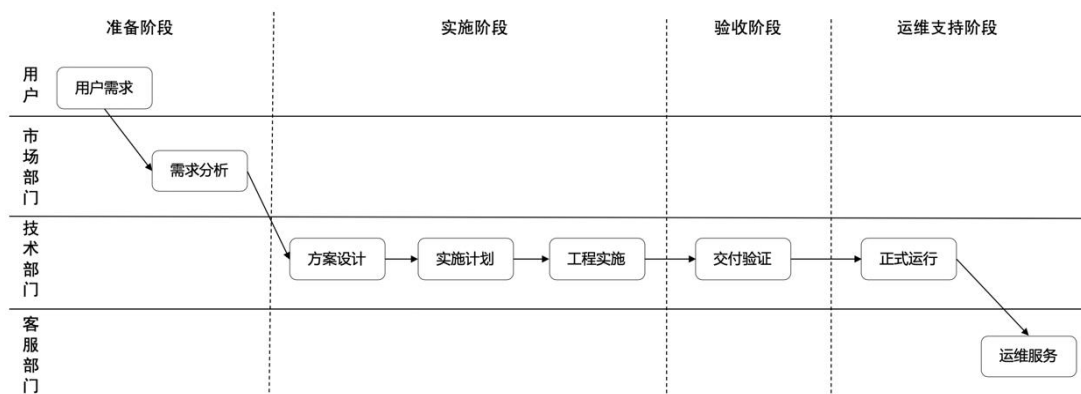 准备阶段
实施阶段
验收阶段
运维支持阶段
用户
用户需求
市场部门
需求分析
技术部门
方案设计
实施计划
工程实施
交付验证
正式运行
客服部门
运维服务